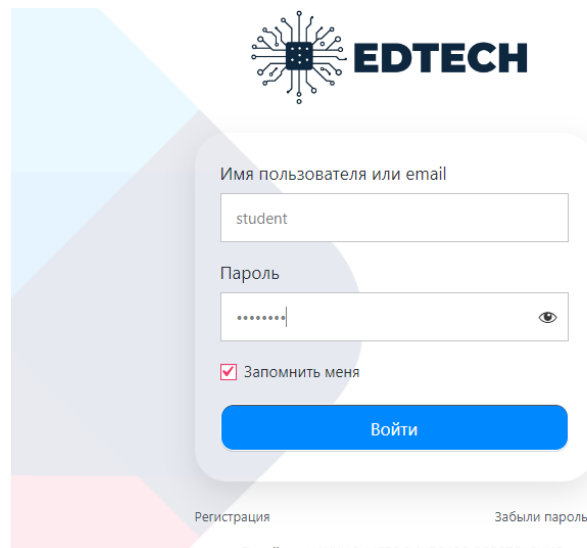 EDTECH
Имя пользователя или email
student
Пароль
••••••••
Запомнить меня
Войти
Регистрация
Забыли пароль